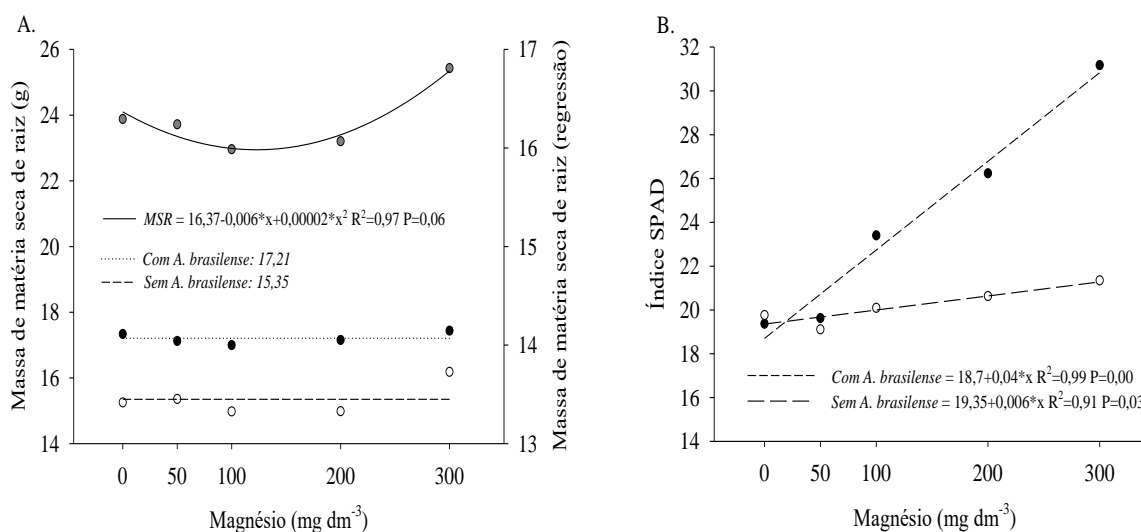 A.
Massa de matéria seca de raiz (g)
26
24
22
20
18
16
14
17
16
15
14
13
Massa de matéria seca de raiz (regressão)
MSR = 16,37-0,006*x+0,00002*x² R²=0,97 P=0,06
Com A. brasilense: 17,21
Sem A. brasilense: 15,35
0 50 100 200 300
Magnésio (mg dm⁻³)
B.
Índice SPAD
32
30
28
26
24
22
20
18
16
14
Com A. brasilense = 18,7+0,04*x R²=0,99 P=0,00
Sem A. brasilense = 19,35+0,006*x R²=0,91 P=0,03
0 50 100 200 300
Magnésio (mg dm⁻³)